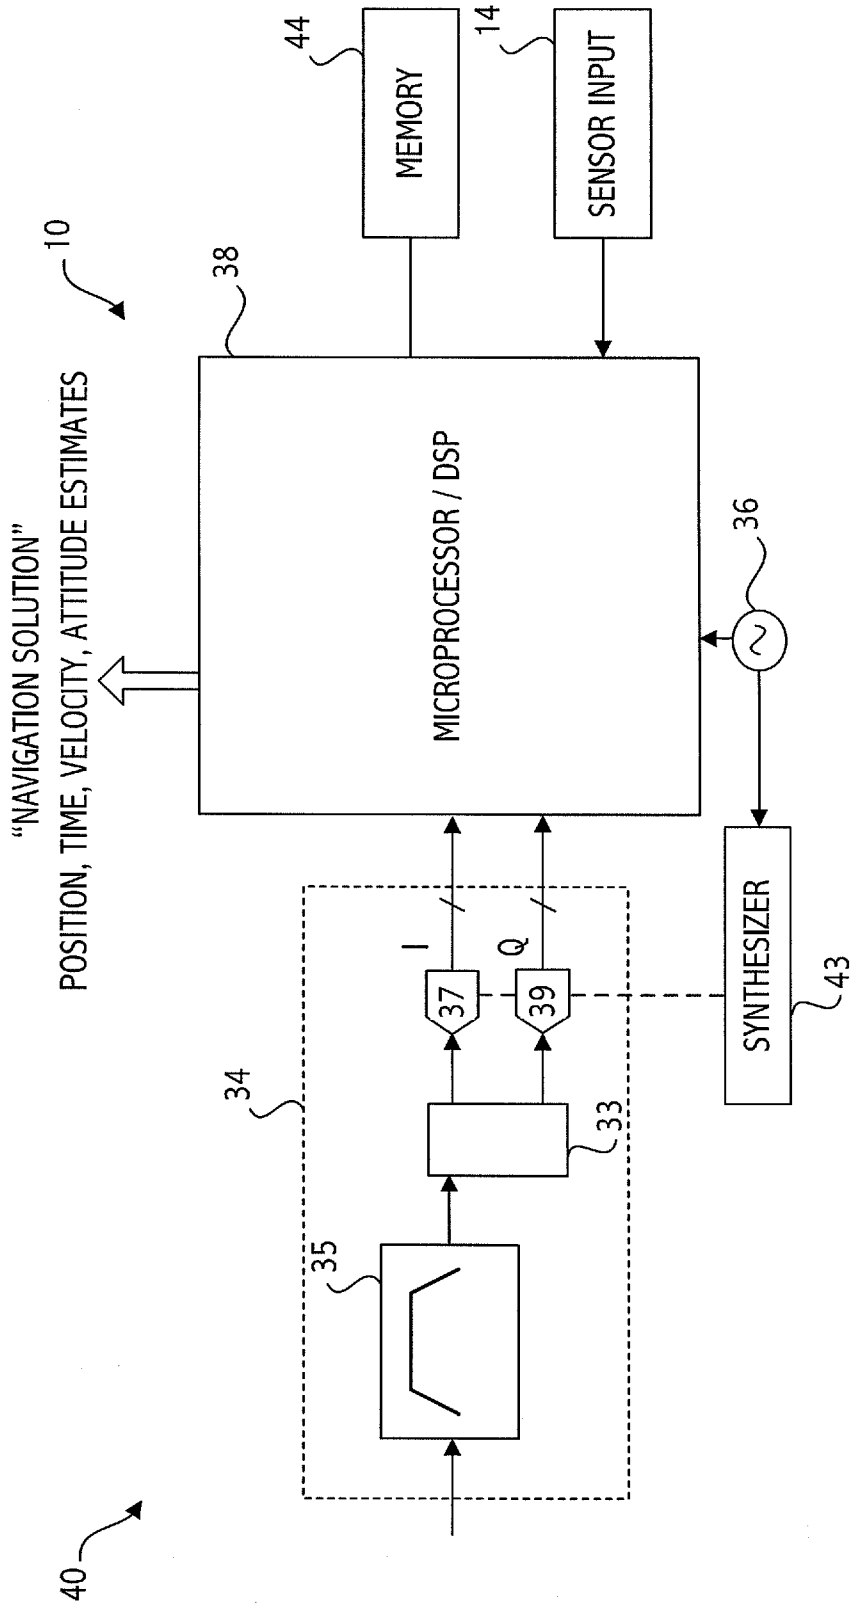 “NAVIGATION SOLUTION”
POSITION, TIME, VELOCITY, ATTITUDE ESTIMATES
10
40
38
44
MEMORY
14
SENSOR INPUT
MICROPROCESSOR / DSP
34
35
33
I
37
Q
39
36
SYNTHESIZER
43